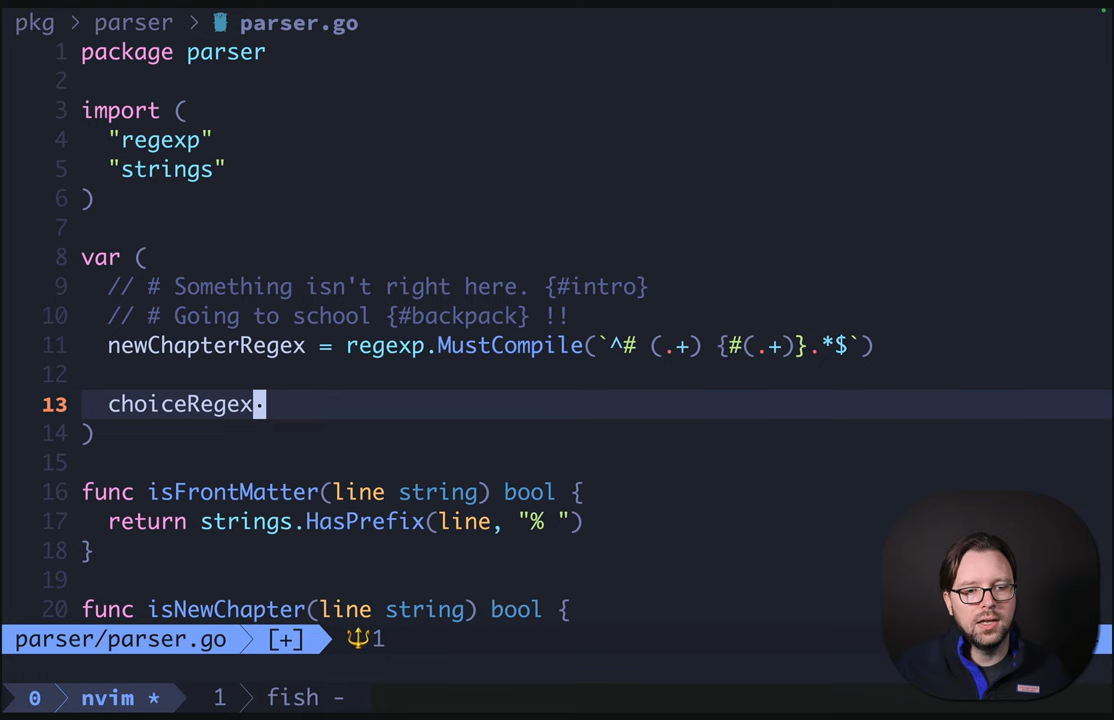 pkg > parser > parser.go
1 package parser
2
3 import (
4 "regexp"
5 "strings"
6 )
7
8 var (
9 // # Something isn't right here. {#intro}
10 // # Going to school {#backpack} !!
11 newChapterRegex = regexp.MustCompile(`^# (.+) {#(.+)}.*$`)
12
13 choiceRegex·
14 )
15
16 func isFrontMatter(line string) bool {
17 return strings.HasPrefix(line, "% ")
18 }
19
20 func isNewChapter(line string) bool {
parser/parser.go [+] 1
0 nvim * 1 fish -